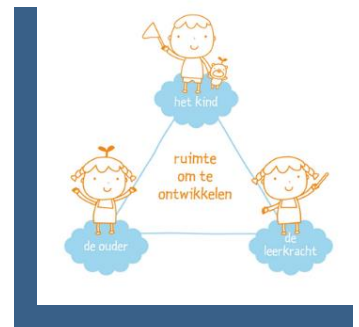 het kind
ruimte
om te
ontwikkelen
de ouder
de
leerkracht